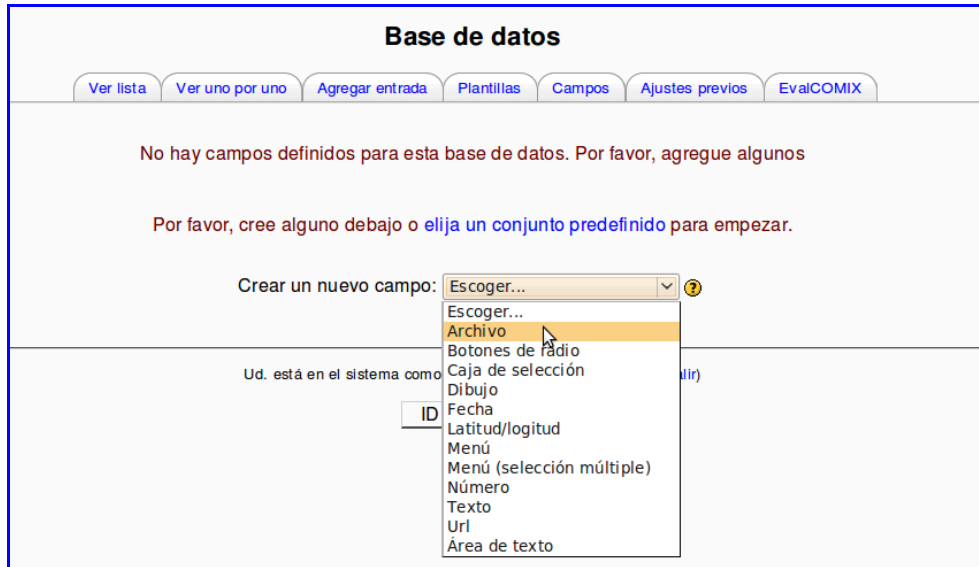 Base de datos
Ver lista Ver uno por uno Agregar entrada Plantillas Campos Ajustes previos EvalCOMIX
No hay campos definidos para esta base de datos. Por favor, agregue algunos
Por favor, cree alguno debajo o elija un conjunto predefinido para empezar.
Crear un nuevo campo: Escoger... ?
Escoger...
Archivo
Botones de radio
Caja de selección
Ud. está en el sistema como lir)
Dibujo
Fecha
ID
Latitud/logitud
Menú
Menú (selección múltiple)
Número
Texto
Url
Área de texto